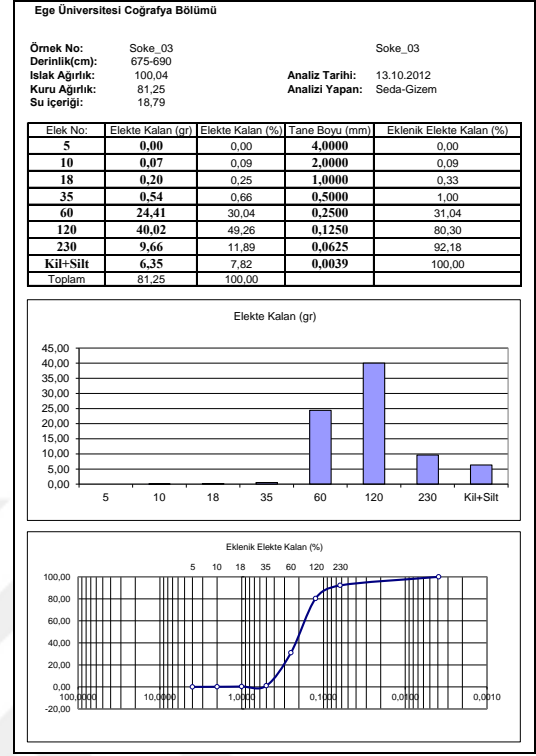 Ege Üniversitesi Coğrafya Bölümü
Örnek No: Soke_03 Soke_03
Derinlik(cm): 675-690
Islak Ağırlık: 100,04 Analiz Tarihi: 13.10.2012
Kuru Ağırlık: 81,25 Analizi Yapan: Seda-Gizem
Su içeriği: 18,79
Elek No: Elekte Kalan (gr) Elekte Kalan (%) Tane Boyu (mm) Eklenik Elekte Kalan (%)
5 0,00 0,00 4,0000 0,00
10 0,07 0,09 2,0000 0,09
18 0,20 0,25 1,0000 0,33
35 0,54 0,66 0,5000 1,00
60 24,41 30,04 0,2500 31,04
120 40,02 49,26 0,1250 80,30
230 9,66 11,89 0,0625 92,18
Kil+Silt 6,35 7,82 0,0039 100,00
Toplam 81,25 100,00
Elekte Kalan (gr)
45,00
40,00
35,00
30,00
25,00
20,00
15,00
10,00
5,00
0,00
5 10 18 35 60 120 230 Kil+Silt
Eklenik Elekte Kalan (%)
5 10 18 35 60 120 230
100,00
80,00
60,00
40,00
20,00
0,00
100,0000 10,0000 1,0000 0,1000 0,0100 0,0010
-20,00